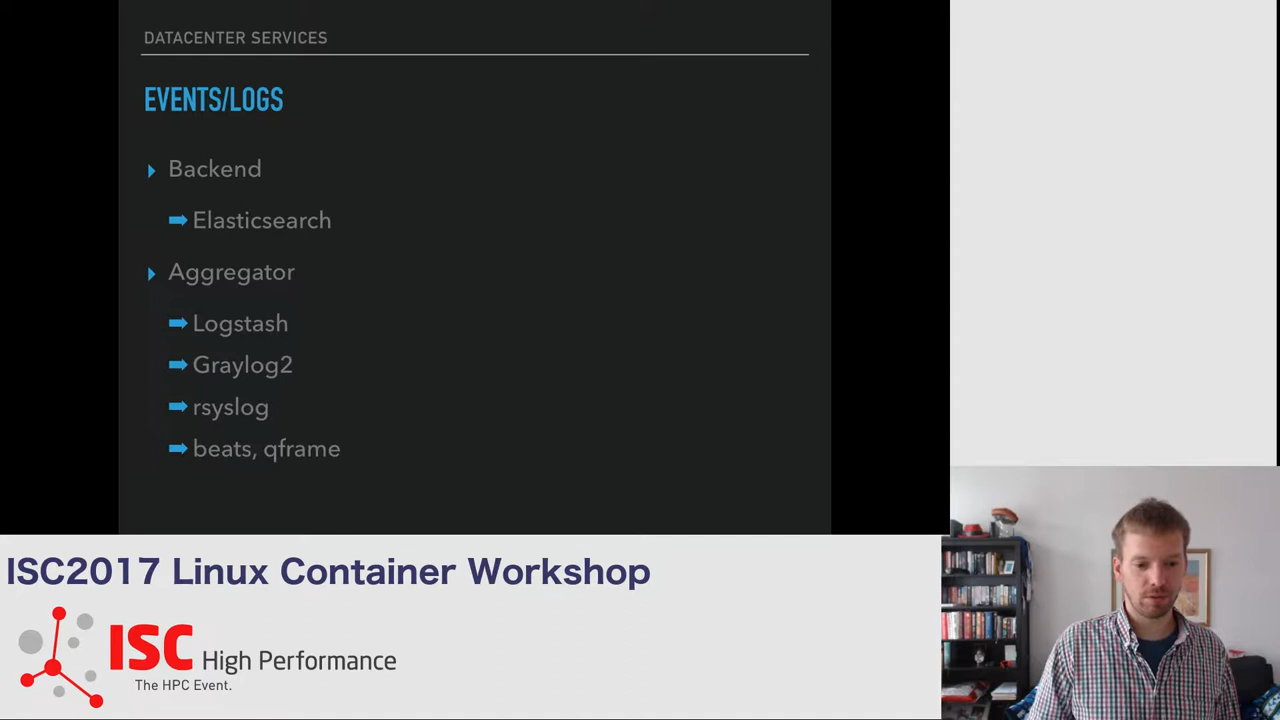 DATACENTER SERVICES
EVENTS/LOGS
Backend
Elasticsearch
Aggregator
Logstash
Graylog2
rsyslog
beats, qframe
ISC2017 Linux Container Workshop
ISC High Performance
The HPC Event.